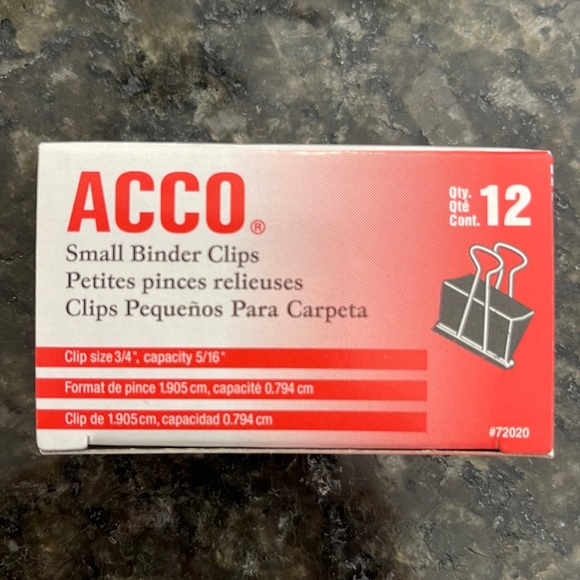 ACCO®
Small Binder Clips
Petites pinces relieuses
Clips Pequeños Para Carpeta
Qty.
Qté
Cont.
12
Clip size 3/4", capacity 5/16"
Format de pince 1.905 cm, capacité 0.794 cm
Clip de 1.905 cm, capacidad 0.794 cm
#72020